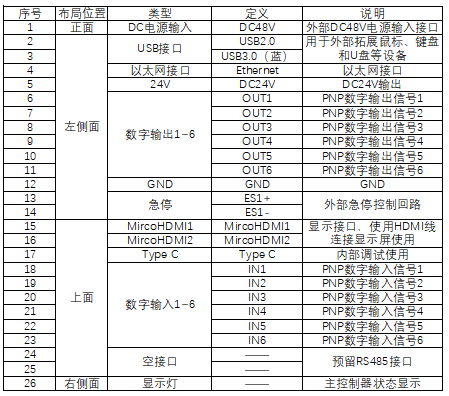 序号 布局位置 类型 定义 说明
1 正面 DC电源输入 DC48V 外部DC48V电源输入接口
2 左侧面 USB接口 USB2.0 用于外部拓展鼠标、键盘
3 USB3.0（蓝） 和U盘等设备
4 以太网接口 Ethernet 以太网接口
5 24V DC24V DC24V输出
6 数字输出1-6 OUT1 PNP数字输出信号1
7 OUT2 PNP数字输出信号2
8 OUT3 PNP数字输出信号3
9 OUT4 PNP数字输出信号4
10 OUT5 PNP数字输出信号5
11 OUT6 PNP数字输出信号6
12 GND GND GND
13 急停 ES1+ 外部急停控制回路
14 ES1-
15 上面 MircoHDMI1 MircoHDMI1 显示接口、使用HDMI线
16 MircoHDMI2 MircoHDMI2 连接显示屏使用
17 Type C Type C 内部调试使用
18 数字输入1-6 IN1 PNP数字输入信号1
19 IN2 PNP数字输入信号2
20 IN3 PNP数字输入信号3
21 IN4 PNP数字输入信号4
22 IN5 PNP数字输入信号5
23 IN6 PNP数字输入信号6
24 空接口 —— 预留RS485接口
25 ——
26 右侧面 显示灯 —— 主控制器状态显示